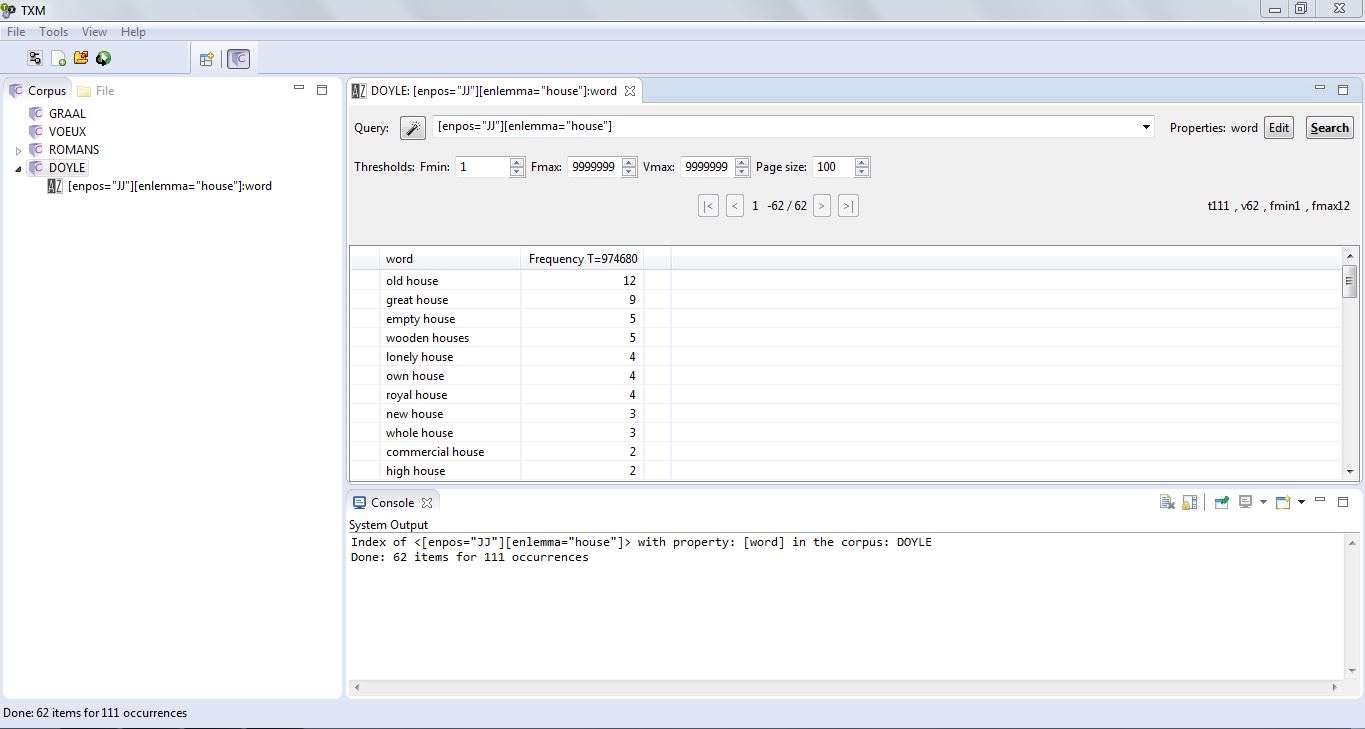 TXM
File Tools View Help
Corpus File
GRAAL
VOEUX
ROMANS
DOYLE
[enpos="JJ"][enlemma="house"]:word
DOYLE: [enpos="JJ"][enlemma="house"]:word
Query: [enpos="JJ"][enlemma="house"] Properties: word Edit Search
Thresholds: Fmin: 1 Fmax: 9999999 Vmax: 9999999 Page size: 100
|< < 1 -62 / 62 > >| t111 , v62 , fmin1 , fmax12
word Frequency T=974680
old house 12
great house 9
empty house 5
wooden houses 5
lonely house 4
own house 4
royal house 4
new house 3
whole house 3
commercial house 2
high house 2
Console
System Output
Index of <[enpos="JJ"][enlemma="house"]> with property: [word] in the corpus: DOYLE
Done: 62 items for 111 occurrences
Done: 62 items for 111 occurrences